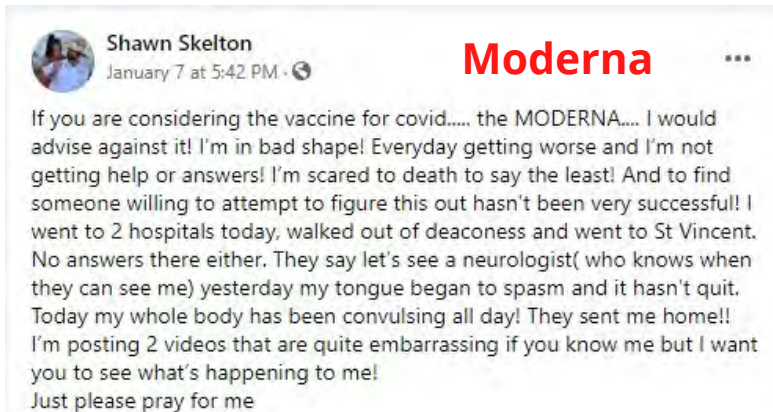 Shawn Skelton
Moderna
January 7 at 5:42 PM ·
If you are considering the vaccine for covid..... the MODERNA.... I would
advise against it! I'm in bad shape! Everyday getting worse and I'm not
getting help or answers! I'm scared to death to say the least! And to find
someone willing to attempt to figure this out hasn't been very successful! I
went to 2 hospitals today, walked out of deaconess and went to St Vincent.
No answers there either. They say let's see a neurologist( who knows when
they can see me) yesterday my tongue began to spasm and it hasn't quit.
Today my whole body has been convulsing all day! They sent me home!!
I'm posting 2 videos that are quite embarrassing if you know me but I want
you to see what's happening to me!
Just please pray for me